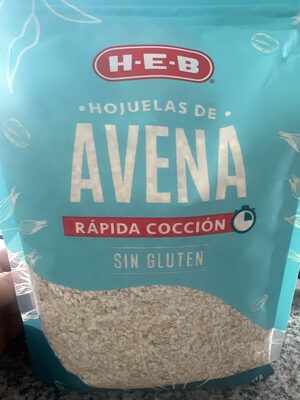 H-E-B
HOJUELAS DE
AVENA
RÁPIDA COCCIÓN
SIN GLUTEN